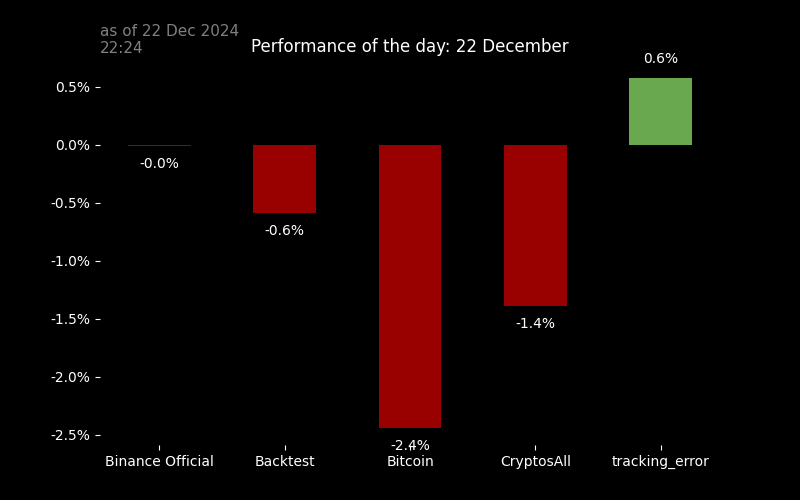 as of 22 Dec 2024
22:24
Performance of the day: 22 December
0.6%
0.5%
0.0%
-0.0%
-0.5%
-0.6%
-1.0%
-1.4%
-1.5%
-2.0%
-2.5%
-2.4%
Binance Official
Backtest
Bitcoin
CryptosAll
tracking_error